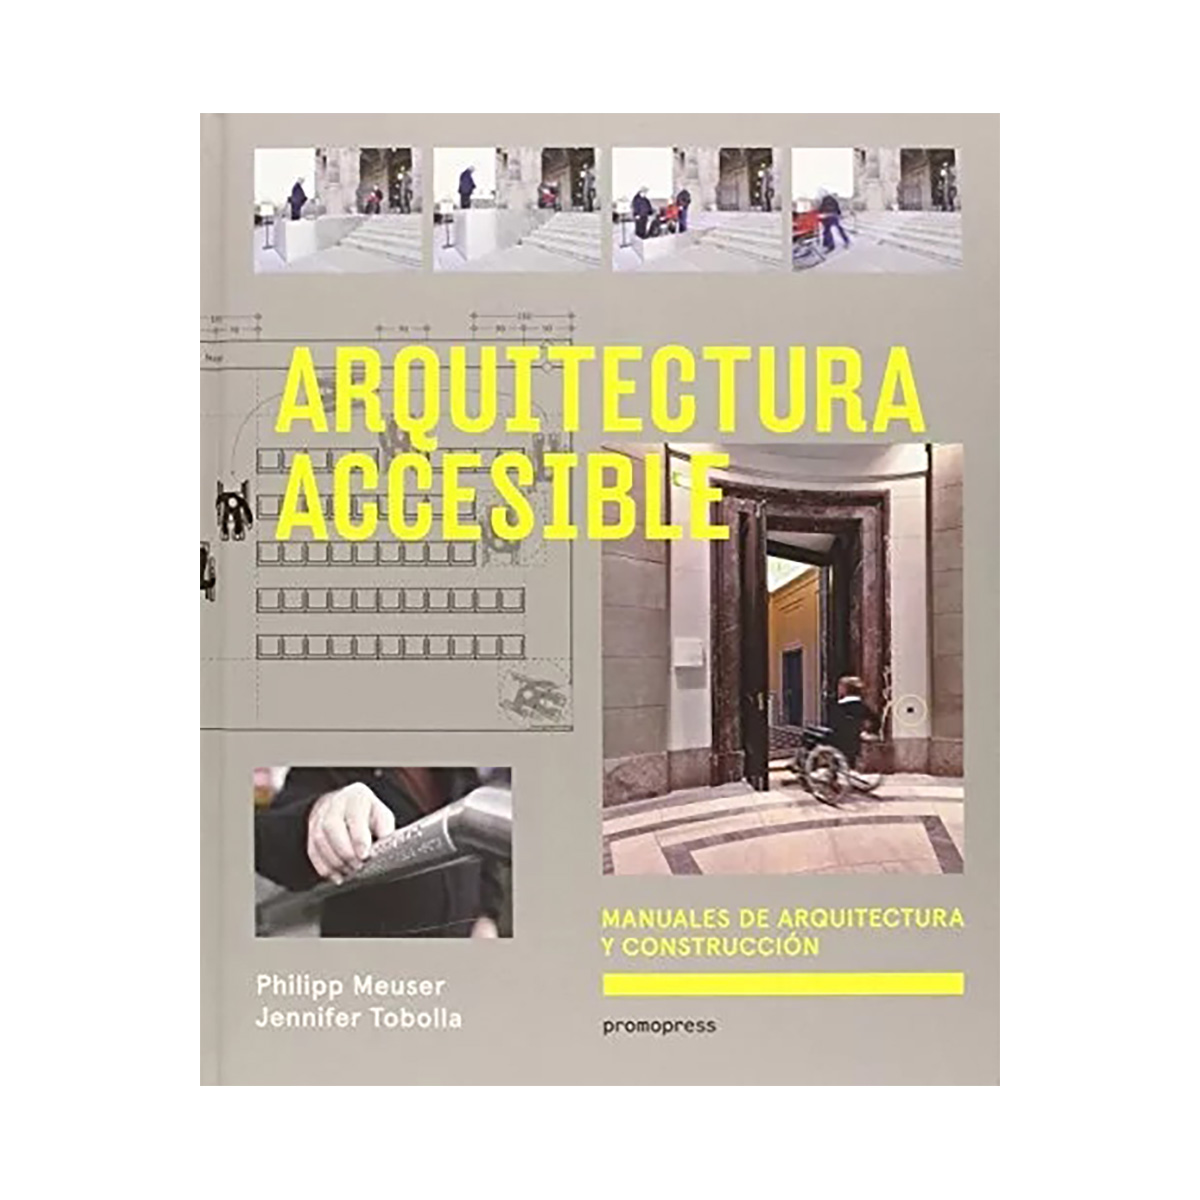 ARQUITECTURA
ACCESIBLE
MANUALES DE ARQUITECTURA
Y CONSTRUCCIÓN
Philipp Meuser
Jennifer Tobolla
promopress